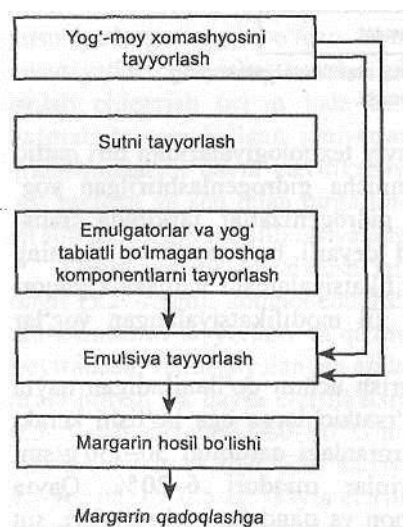 Yog‘-moy xomashyosini
tayyorlash
Sutni tayyorlash
Emulgatorlar va yog‘
tabiatli bo‘lmagan boshqa
komponentlarni tayyorlash
Emulsiya tayyorlash
Margarin hosil bo‘lishi
Margarin qadoqlashga